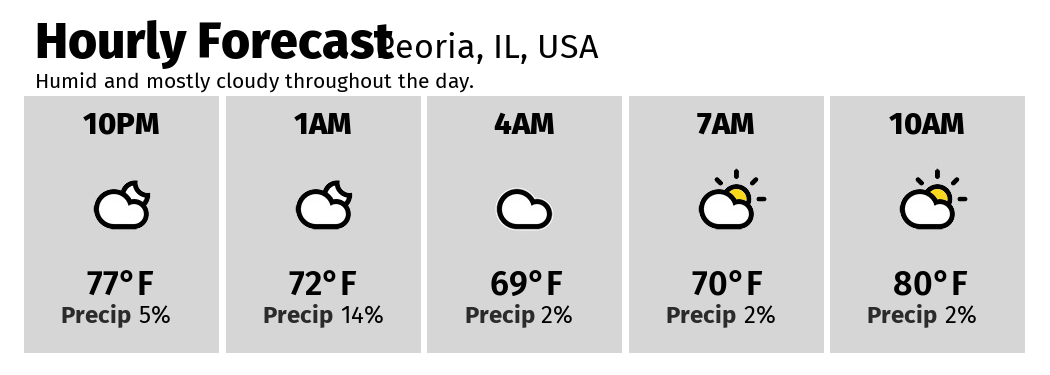 Hourly Forecast Peoria, IL, USA
Humid and mostly cloudy throughout the day.
10PM 1AM 4AM 7AM 10AM
77°F 72°F 69°F 70°F 80°F
Precip 5% Precip 14% Precip 2% Precip 2% Precip 2%